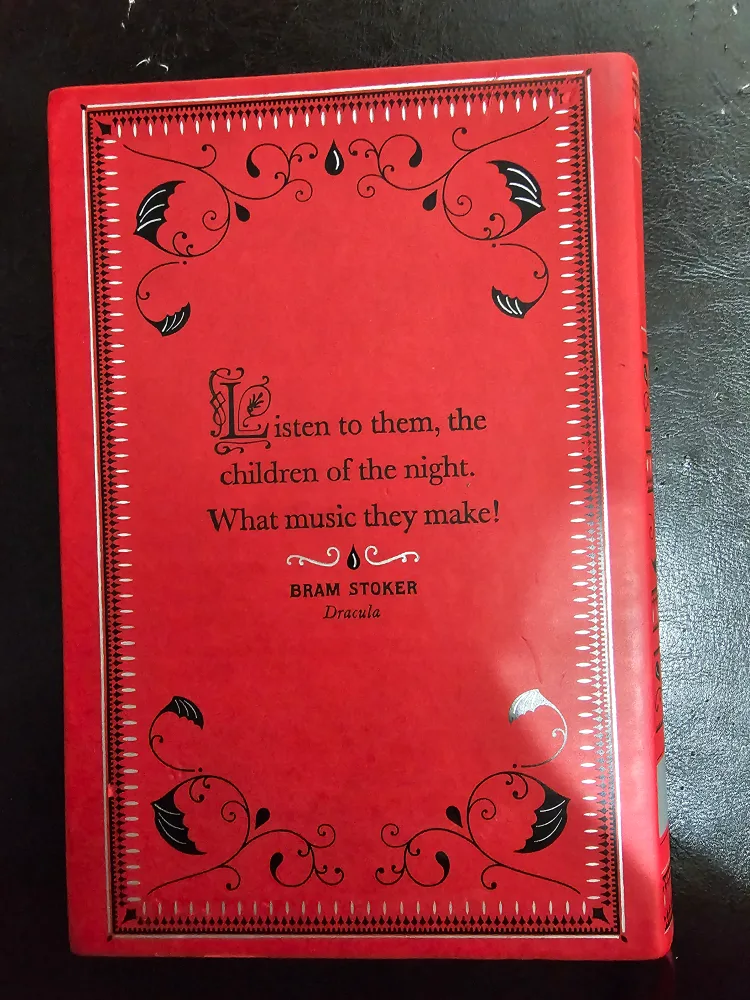 Listen to them, the
children of the night.
What music they make!
BRAM STOKER
Dracula